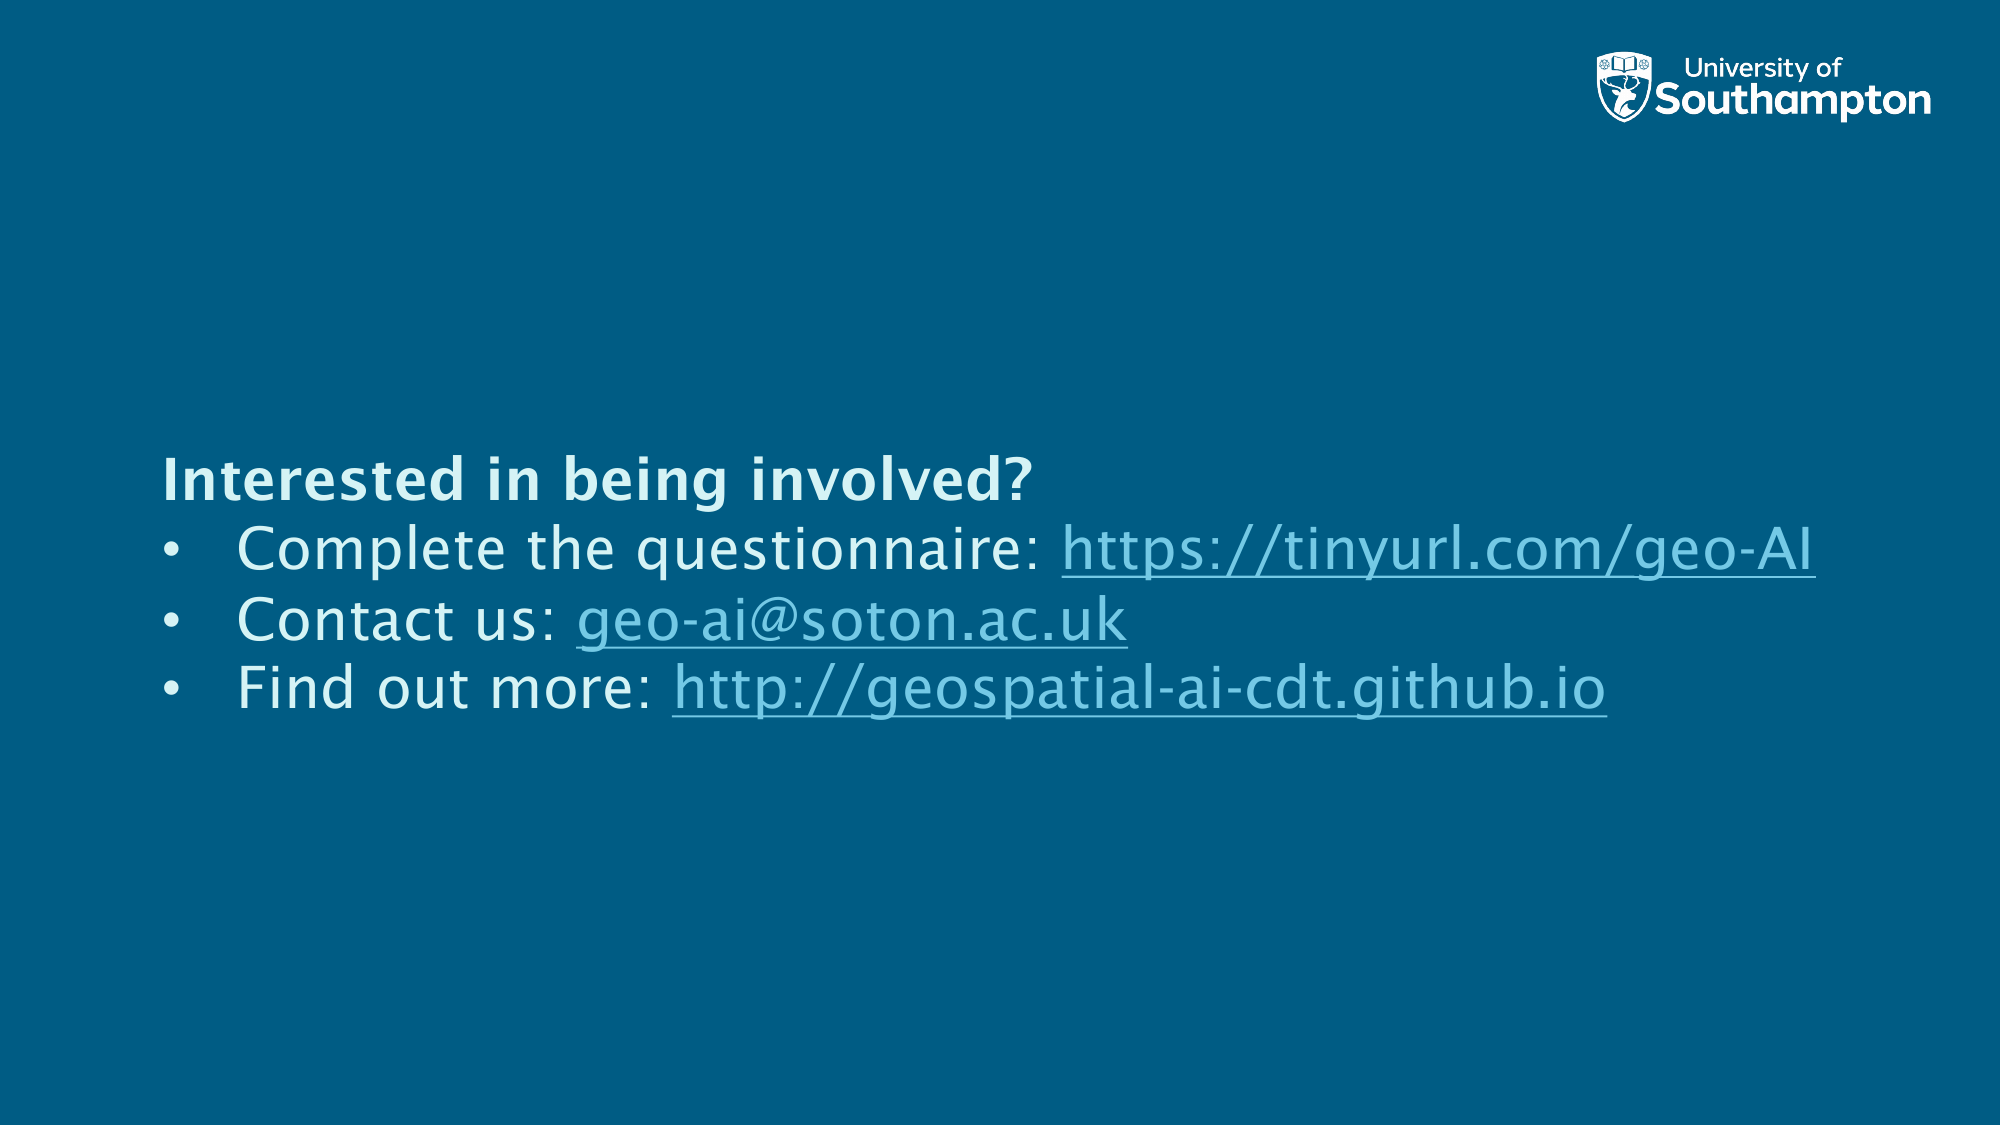 University of
Southampton
Interested in being involved?
• Complete the questionnaire: https://tinyurl.com/geo-AI
• Contact us: geo-ai@soton.ac.uk
• Find out more: http://geospatial-ai-cdt.github.io